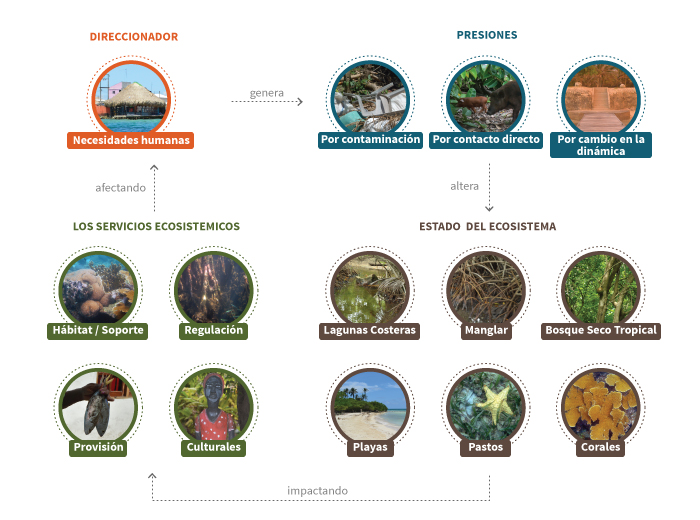 DIRECCIONADOR
PRESIONES
genera
Necesidades humanas
Por contaminación
Por contacto directo
Por cambio en la
dinámica
afectando
altera
LOS SERVICIOS ECOSISTEMICOS
ESTADO DEL ECOSISTEMA
Hábitat / Soporte
Regulación
Lagunas Costeras
Manglar
Bosque Seco Tropical
Provisión
Culturales
Playas
Pastos
Corales
impactando